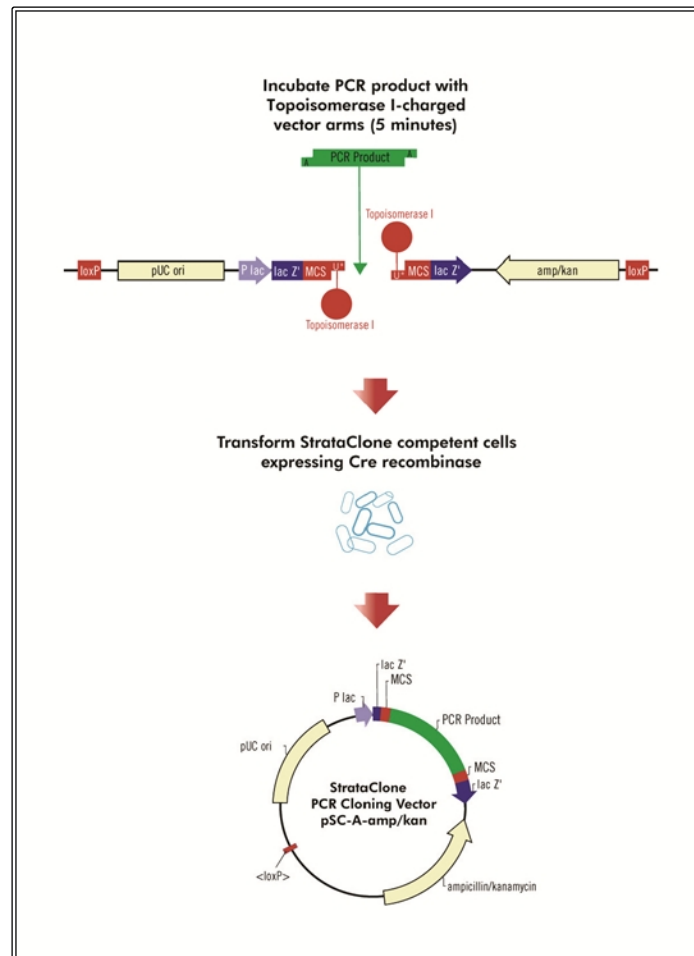 Incubate PCR product with
Topoisomerase I-charged
vector arms (5 minutes)
A PCR Product A
Topoisomerase I
loxP pUC ori P lac lac Z' MCS U* U* MCS lac Z' amp/kan loxP
Topoisomerase I
Transform StrataClone competent cells
expressing Cre recombinase
lac Z'
MCS
P lac
PCR Product
pUC ori
MCS
lac Z'
StrataClone
PCR Cloning Vector
pSC-A-amp/kan
<loxP>
ampicillin/kanamycin